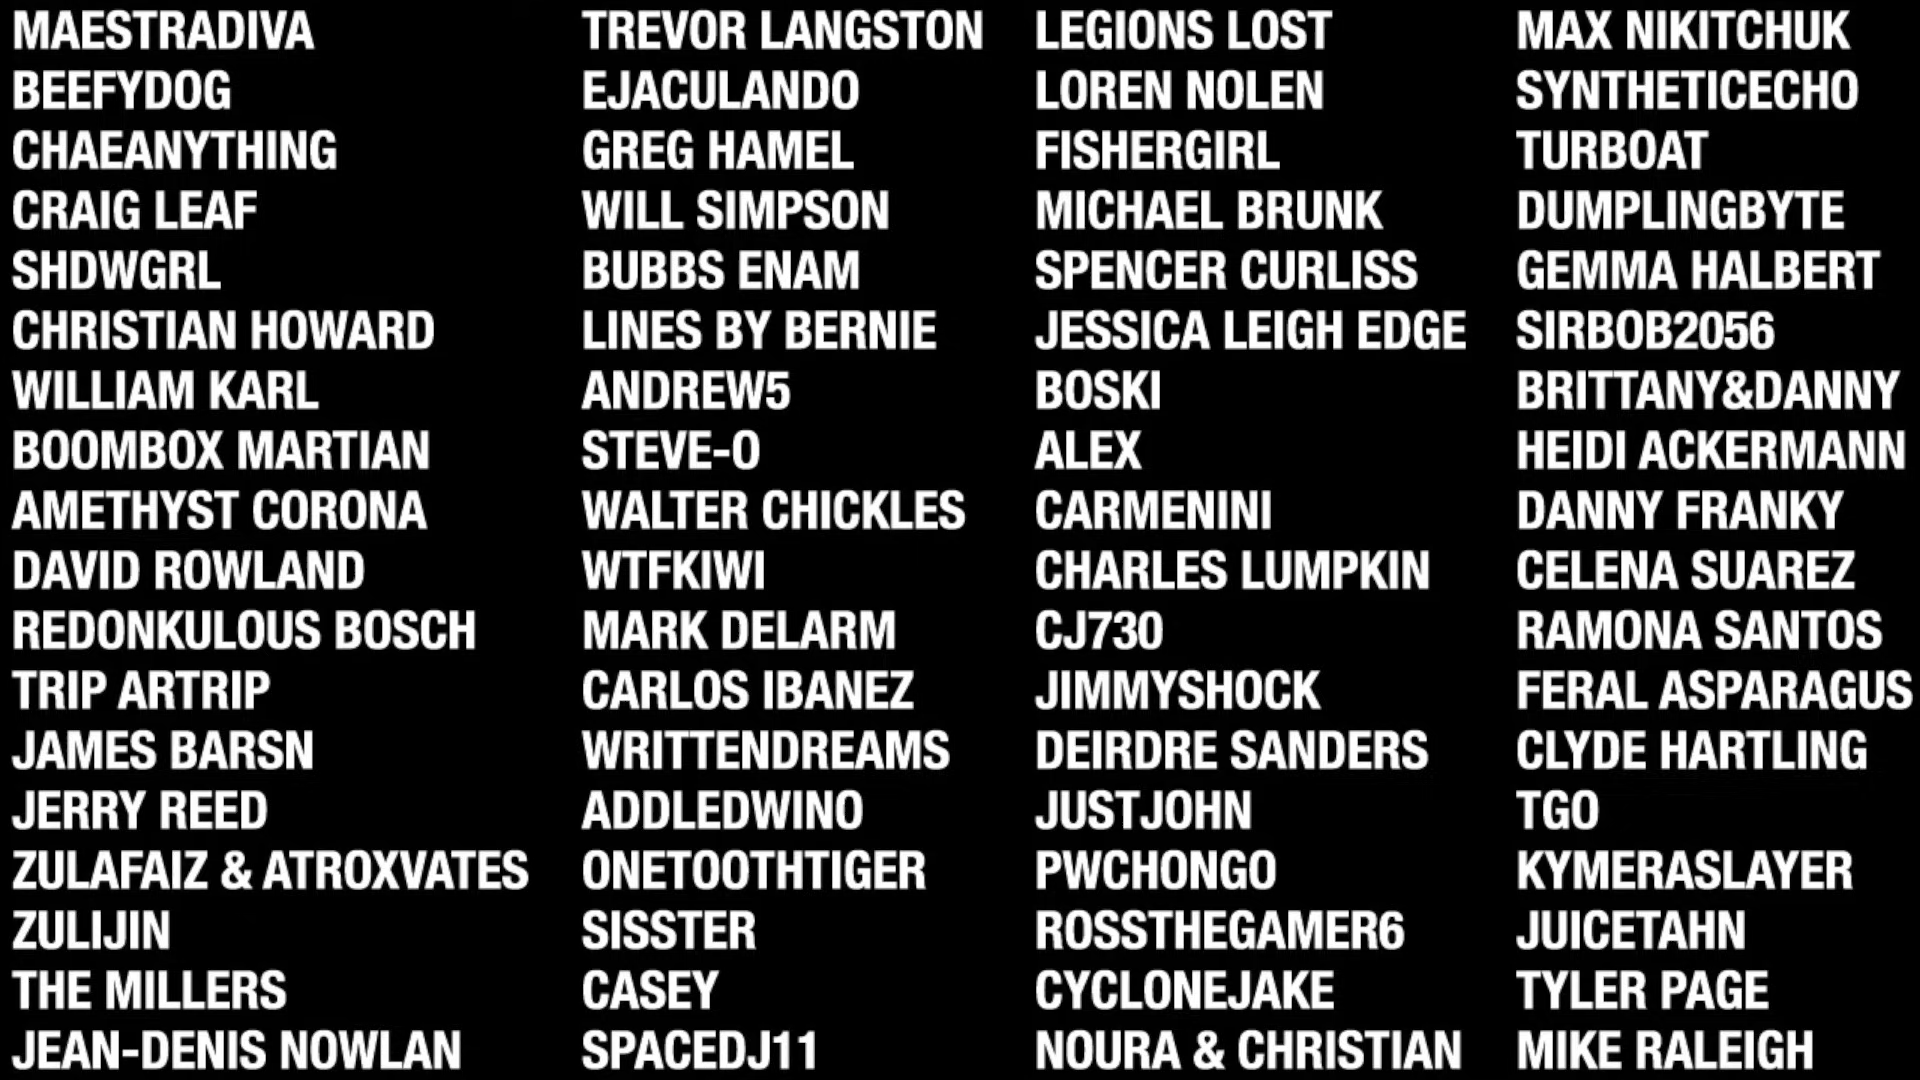 MAESTRADIVA
BEEFYDOG
CHAEANYTHING
CRAIG LEAF
SHDWGRL
CHRISTIAN HOWARD
WILLIAM KARL
BOOMBOX MARTIAN
AMETHYST CORONA
DAVID ROWLAND
REDONKULOUS BOSCH
TRIP ARTRIP
JAMES BARSN
JERRY REED
ZULAFAIZ & ATROXVATES
ZULIJIN
THE MILLERS
JEAN-DENIS NOWLAN
TREVOR LANGSTON
EJACULANDO
GREG HAMEL
WILL SIMPSON
BUBBS ENAM
LINES BY BERNIE
ANDREW5
STEVE-O
WALTER CHICKLES
WTFKIWI
MARK DELARM
CARLOS IBANEZ
WRITTENDREAMS
ADDLEDWINO
ONETOOTHTIGER
SISSTER
CASEY
SPACEDJ11
LEGIONS LOST
LOREN NOLEN
FISHERGIRL
MICHAEL BRUNK
SPENCER CURLISS
JESSICA LEIGH EDGE
BOSKI
ALEX
CARMENINI
CHARLES LUMPKIN
CJ730
JIMMYSHOCK
DEIRDRE SANDERS
JUSTJOHN
PWCHONGO
ROSSTHEGAMER6
CYCLONEJAKE
NOURA & CHRISTIAN
MAX NIKITCHUK
SYNTHETICECHO
TURBOAT
DUMPLINGBYTE
GEMMA HALBERT
SIRBOB2056
BRITTANY&DANNY
HEIDI ACKERMANN
DANNY FRANKY
CELENA SUAREZ
RAMONA SANTOS
FERAL ASPARAGUS
CLYDE HARTLING
TGO
KYMERASLAYER
JUICETAHN
TYLER PAGE
MIKE RALEIGH